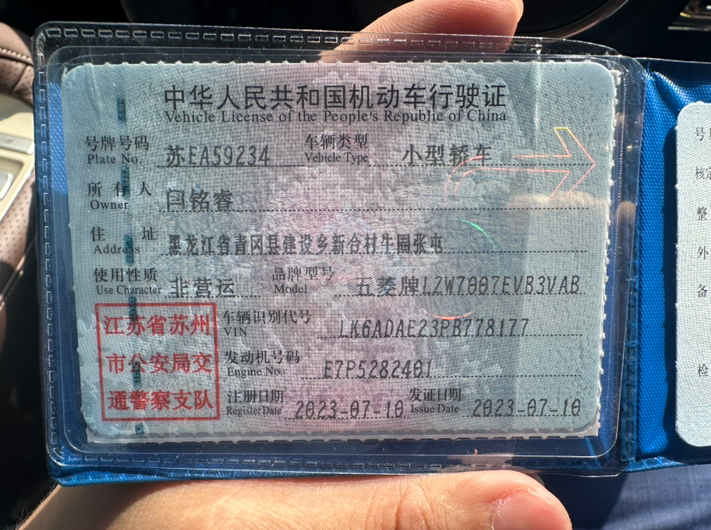 中华人民共和国机动车行驶证
Vehicle License of the People's Republic of China
号牌号码 苏EA59234 车辆类型 小型轿车
Plate No. Vehicle Type
所有人 闫铭睿
Owner
住址 黑龙江省青冈县建设乡新合村牛圈张屯
Address
使用性质 非营运 品牌型号 五菱牌LZW7007EVB3VAB
Use Character Model
江苏省苏州 车辆识别代号 LK6ADAE23PB778177
VIN
市公安局交 发动机号码 E7P5282401
Engine No.
通警察支队 注册日期 2023-07-10 发证日期 2023-07-10
Register Date Issue Date
号
核定
整
外
备
检